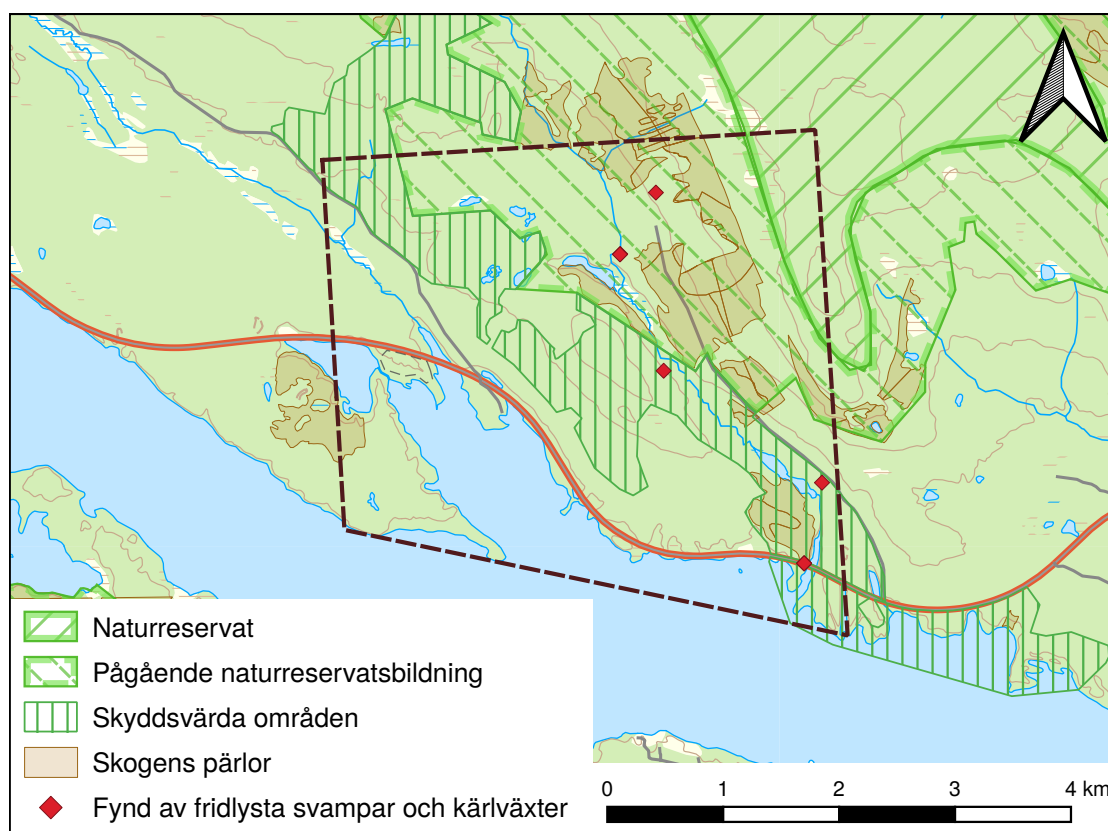 Naturreservat
Pågående naturreservatsbildning
Skyddsvärda områden
Skogens pärlor
Fynd av fridlysta svampar och kärlväxter
0 1 2 3 4 km